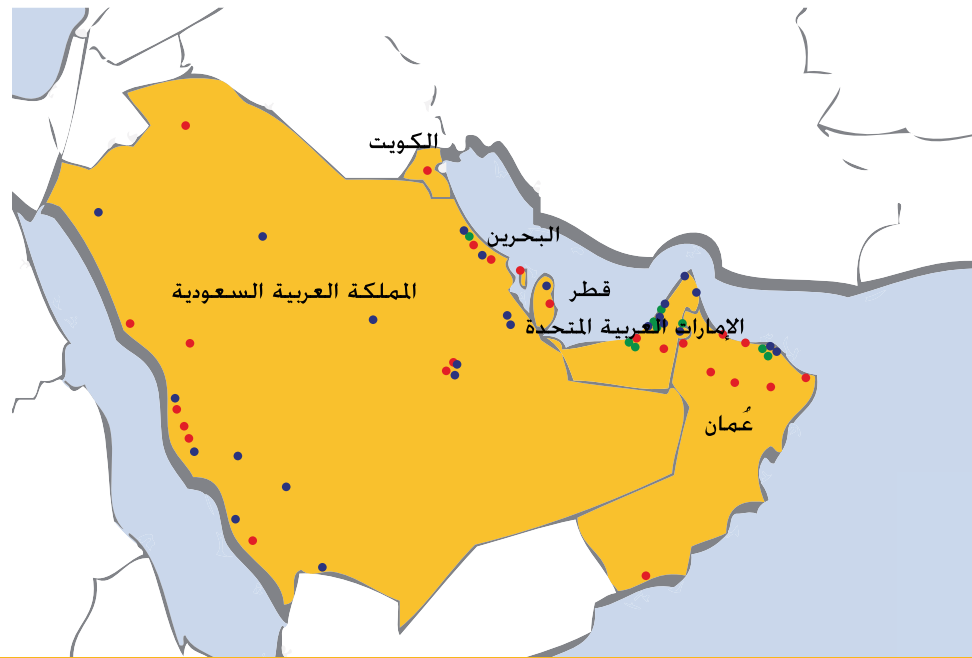 الكويت
البحرين
المملكة العربية السعودية
قطر
الإمارات العربية المتحدة
عُمان